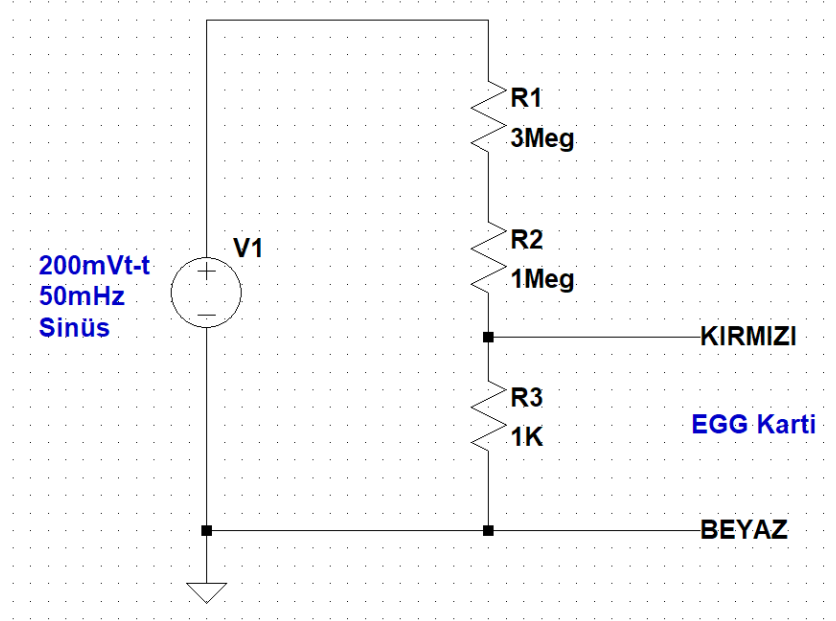 R1
3Meg
R2
1Meg
V1
200mVt-t
50mHz
Sinüs
KIRMIZI
R3
1K
EGG Karti
BEYAZ